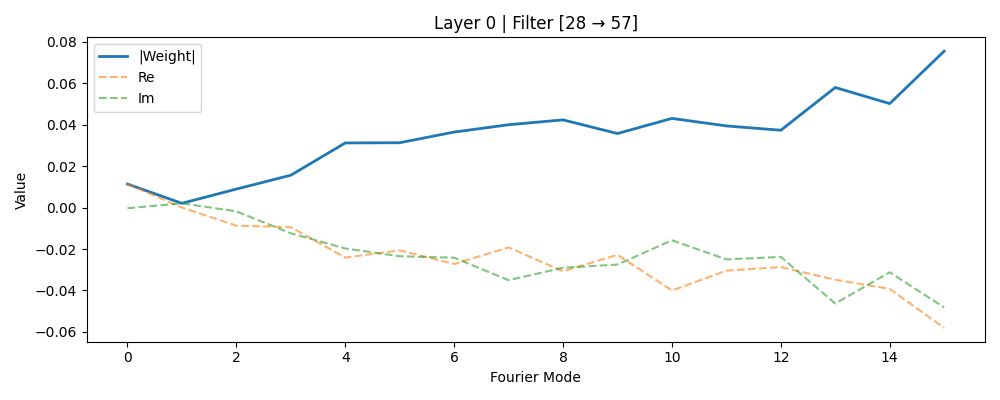 Layer 0 | Filter [28 → 57]
|Weight|
Re
Im
Value
0.08
0.06
0.04
0.02
0.00
−0.02
−0.04
−0.06
0 2 4 6 8 10 12 14
Fourier Mode